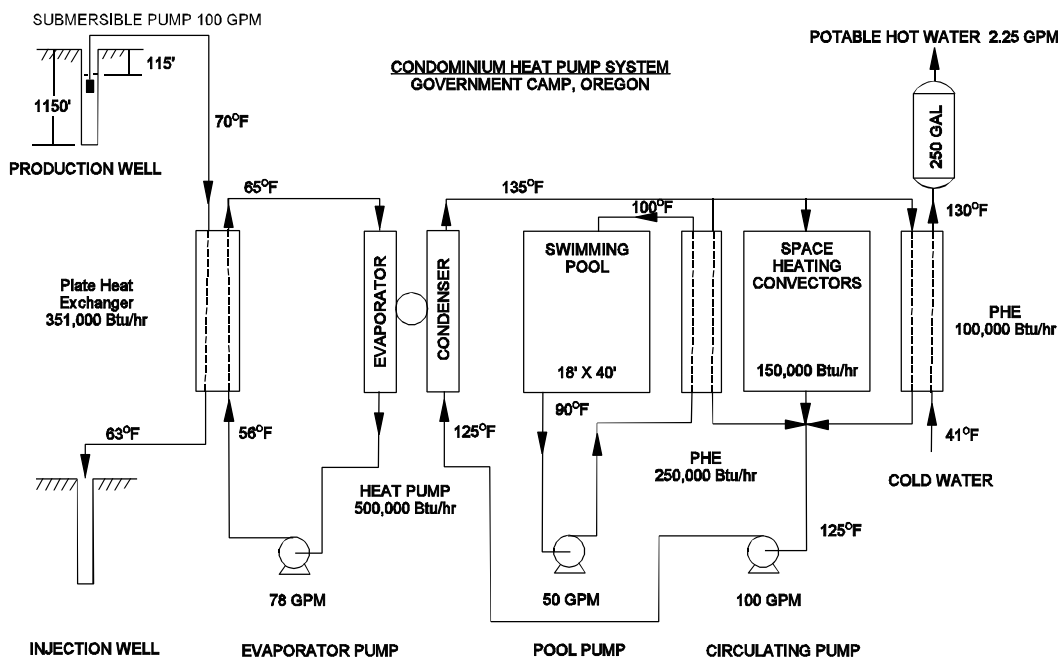 SUBMERSIBLE PUMP 100 GPM
115'
1150'
70°F
PRODUCTION WELL
CONDOMINIUM HEAT PUMP SYSTEM
GOVERNMENT CAMP, OREGON
POTABLE HOT WATER 2.25 GPM
250 GAL
65°F
135°F
100°F
130°F
Plate Heat
Exchanger
351,000 Btu/hr
EVAPORATOR
CONDENSER
SWIMMING
POOL
18' X 40'
SPACE
HEATING
CONVECTORS
150,000 Btu/hr
PHE
100,000 Btu/hr
63°F
56°F
125°F
90°F
41°F
HEAT PUMP
500,000 Btu/hr
PHE
250,000 Btu/hr
COLD WATER
125°F
78 GPM
50 GPM
100 GPM
INJECTION WELL
EVAPORATOR PUMP
POOL PUMP
CIRCULATING PUMP